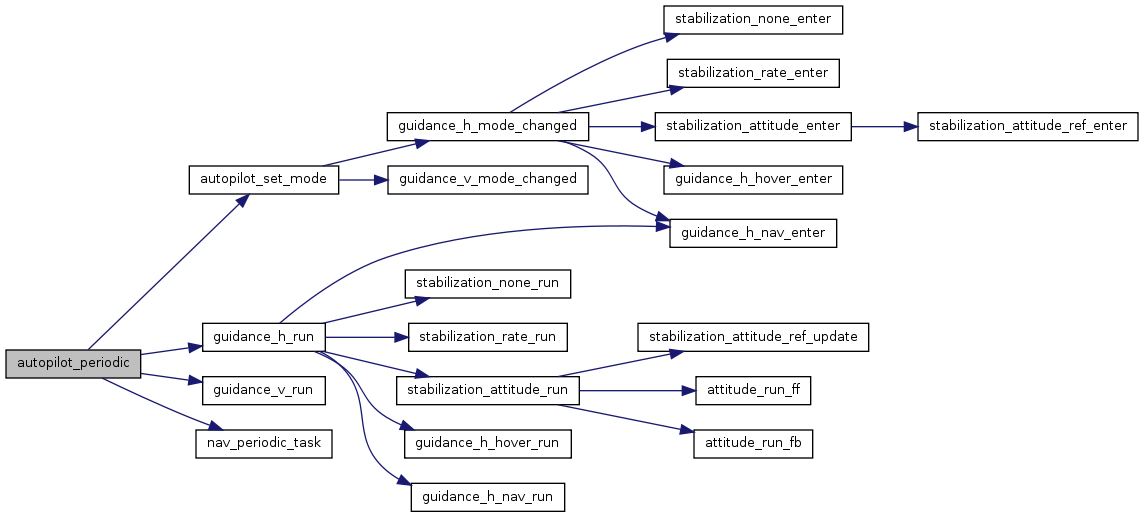 stabilization_none_enter
stabilization_rate_enter
guidance_h_mode_changed
stabilization_attitude_enter
stabilization_attitude_ref_enter
autopilot_set_mode
guidance_v_mode_changed
guidance_h_hover_enter
guidance_h_nav_enter
stabilization_none_run
guidance_h_run
stabilization_rate_run
stabilization_attitude_ref_update
autopilot_periodic
guidance_v_run
stabilization_attitude_run
attitude_run_ff
nav_periodic_task
guidance_h_hover_run
attitude_run_fb
guidance_h_nav_run